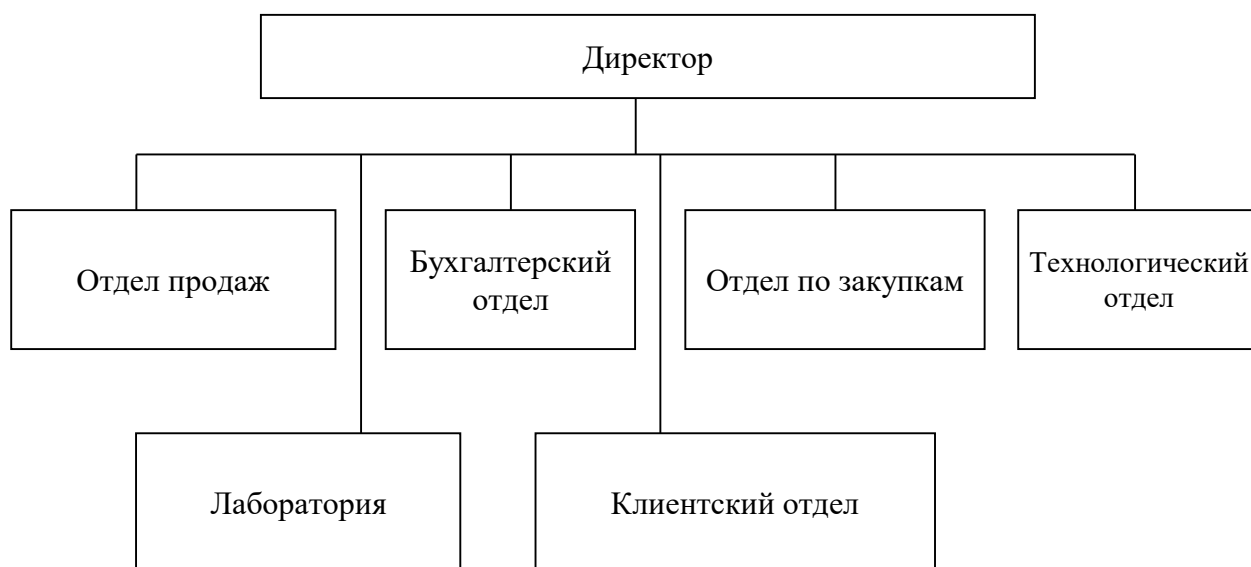 Директор
Отдел продаж
Бухгалтерский
отдел
Отдел по закупкам
Технологический
отдел
Лаборатория
Клиентский отдел